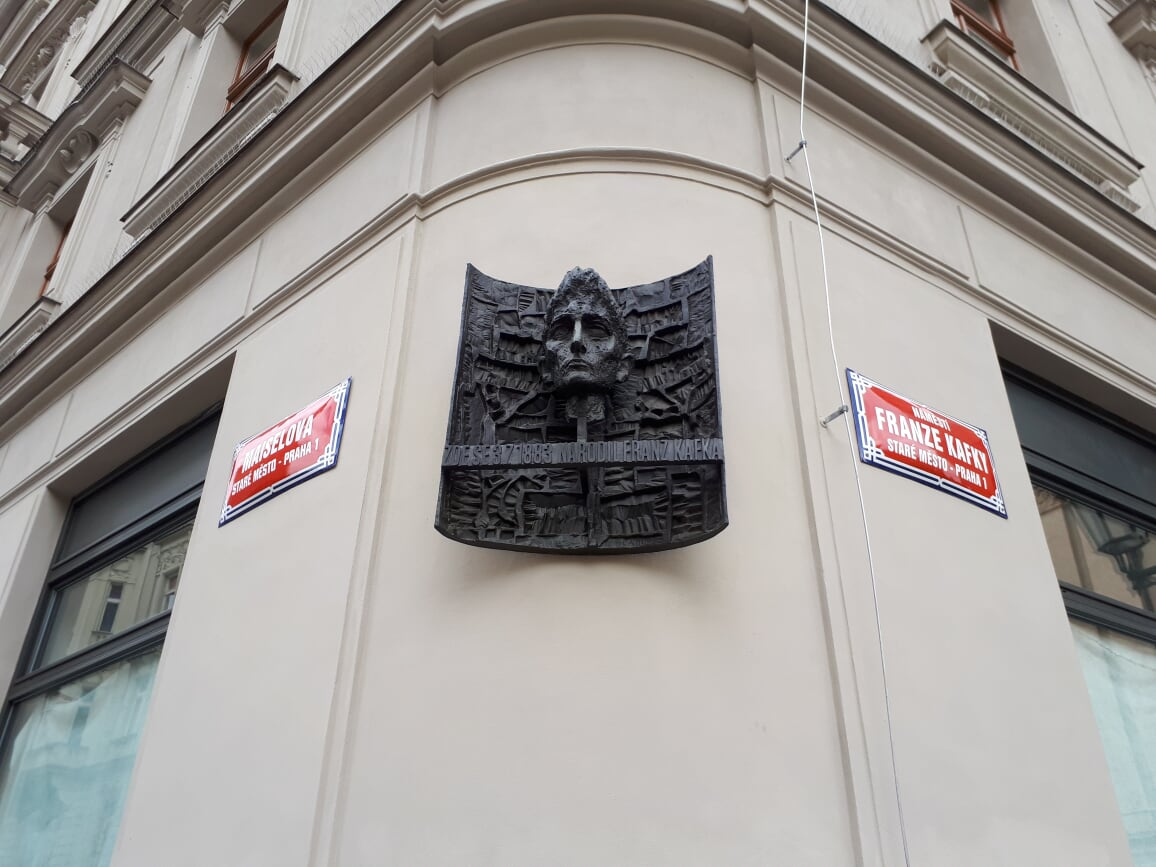 MAISELOVA
STARÉ MĚSTO - PRAHA 1
ZDE SE 3.7.1883 NARODIL FRANZ KAFKA
NÁMĚSTÍ
FRANZE KAFKY
STARÉ MĚSTO - PRAHA 1